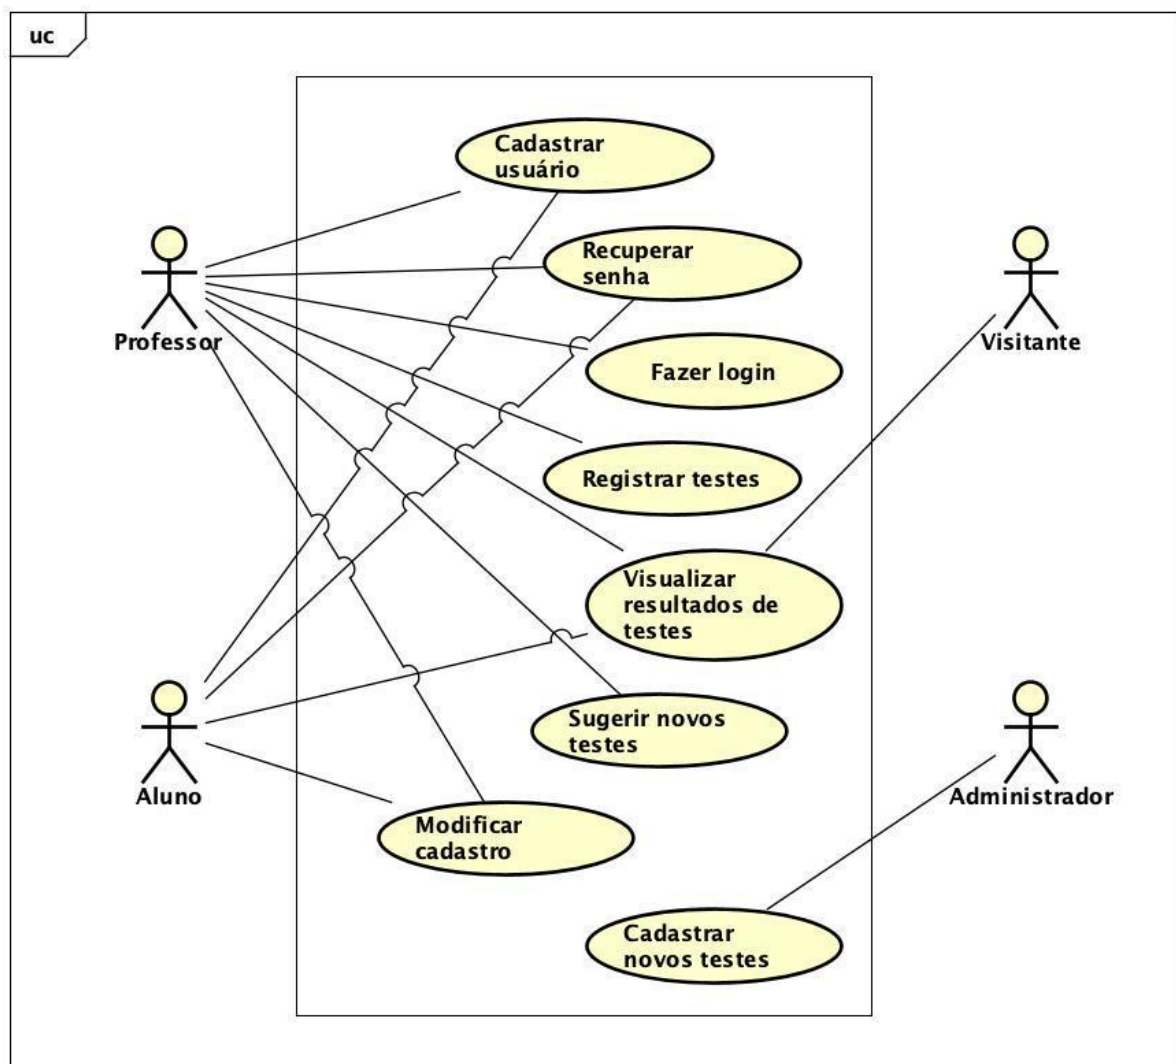 uc
Cadastrar
usuário
Recuperar
senha
Professor
Visitante
Fazer login
Registrar testes
Visualizar
resultados de
testes
Sugerir novos
testes
Aluno
Administrador
Modificar
cadastro
Cadastrar
novos testes